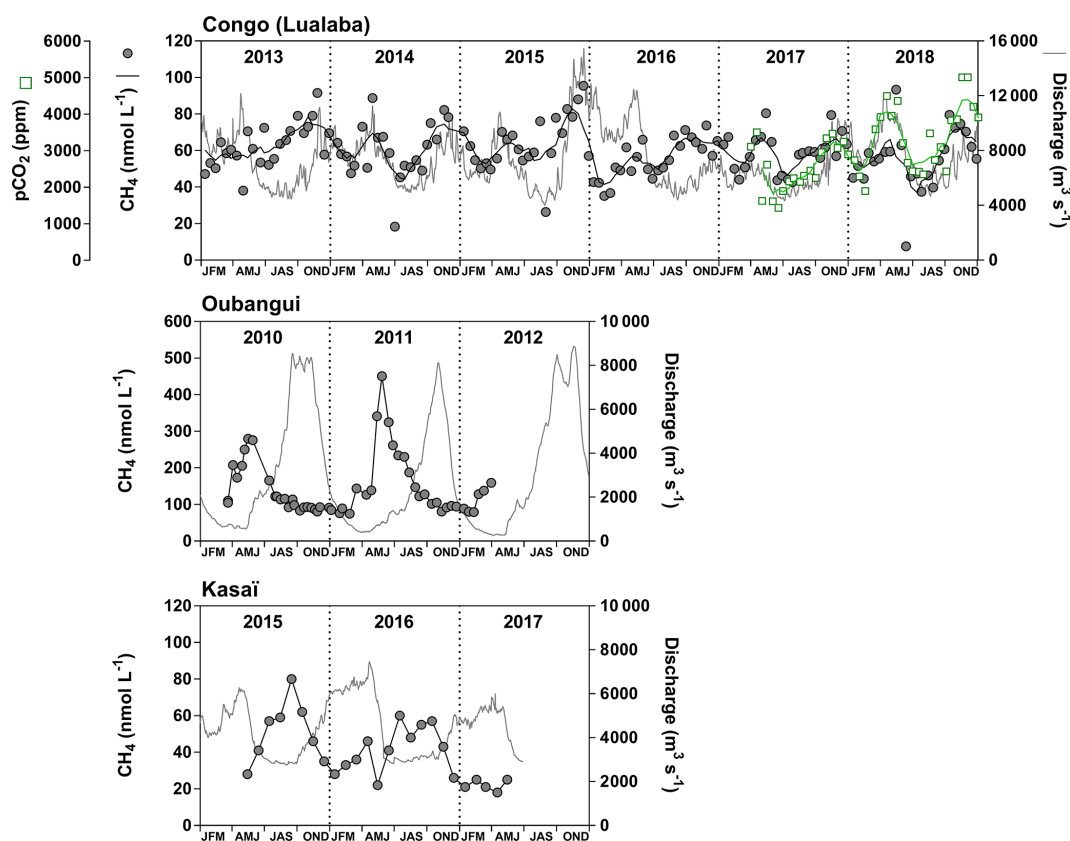 Congo (Lualaba)
6000 120 16 000
2013 2014 2015 2016 2017 2018
5000 100
12 000
4000 80
3000 60 8000
2000 40
4000
1000 20
0 0 0
pCO2 (ppm)
CH4 (nmol L-1)
Discharge (m3 s-1)
JFM AMJ JAS OND JFM AMJ JAS OND JFM AMJ JAS OND JFM AMJ JAS OND JFM AMJ JAS OND JFM AMJ JAS OND
Oubangui
600 10 000
2010 2011 2012
500
8000
400
6000
300
4000
200
2000
100
0 0
CH4 (nmol L-1)
Discharge (m3 s-1)
JFM AMJ JAS OND JFM AMJ JAS OND JFM AMJ JAS OND
Kasaï
120 10 000
2015 2016 2017
100
8000
80
6000
60
4000
40
2000
20
0 0
CH4 (nmol L-1)
Discharge (m3 s-1)
JFM AMJ JAS OND JFM AMJ JAS OND JFM AMJ JAS OND